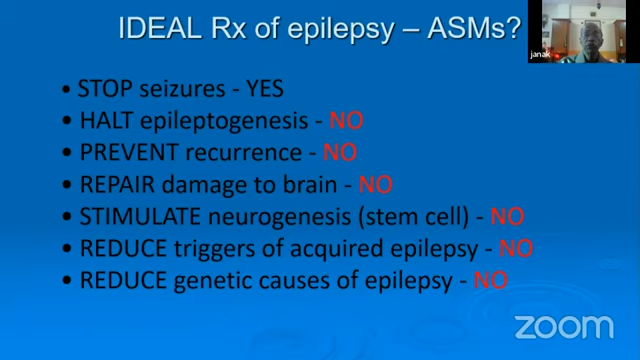 IDEAL Rx of epilepsy – ASMs?
janak
• STOP seizures - YES
• HALT epileptogenesis - NO
• PREVENT recurrence - NO
• REPAIR damage to brain - NO
• STIMULATE neurogenesis (stem cell) - NO
• REDUCE triggers of acquired epilepsy - NO
• REDUCE genetic causes of epilepsy - NO
zoom